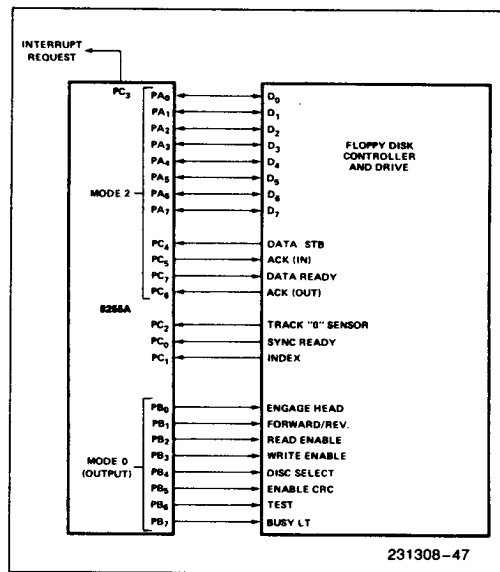 INTERRUPT
REQUEST
PC3
MODE 2
8255A
MODE 0
(OUTPUT)
PA0 D0
PA1 D1
PA2 D2
PA3 D3
PA4 D4
PA5 D5
PA6 D6
PA7 D7
FLOPPY DISK
CONTROLLER
AND DRIVE
PC4 DATA STB
PC5 ACK (IN)
PC7 DATA READY
PC6 ACK (OUT)
PC2 TRACK "0" SENSOR
PC0 SYNC READY
PC1 INDEX
PB0 ENGAGE HEAD
PB1 FORWARD/REV.
PB2 READ ENABLE
PB3 WRITE ENABLE
PB4 DISC SELECT
PB5 ENABLE CRC
PB6 TEST
PB7 BUSY LT
231308-47